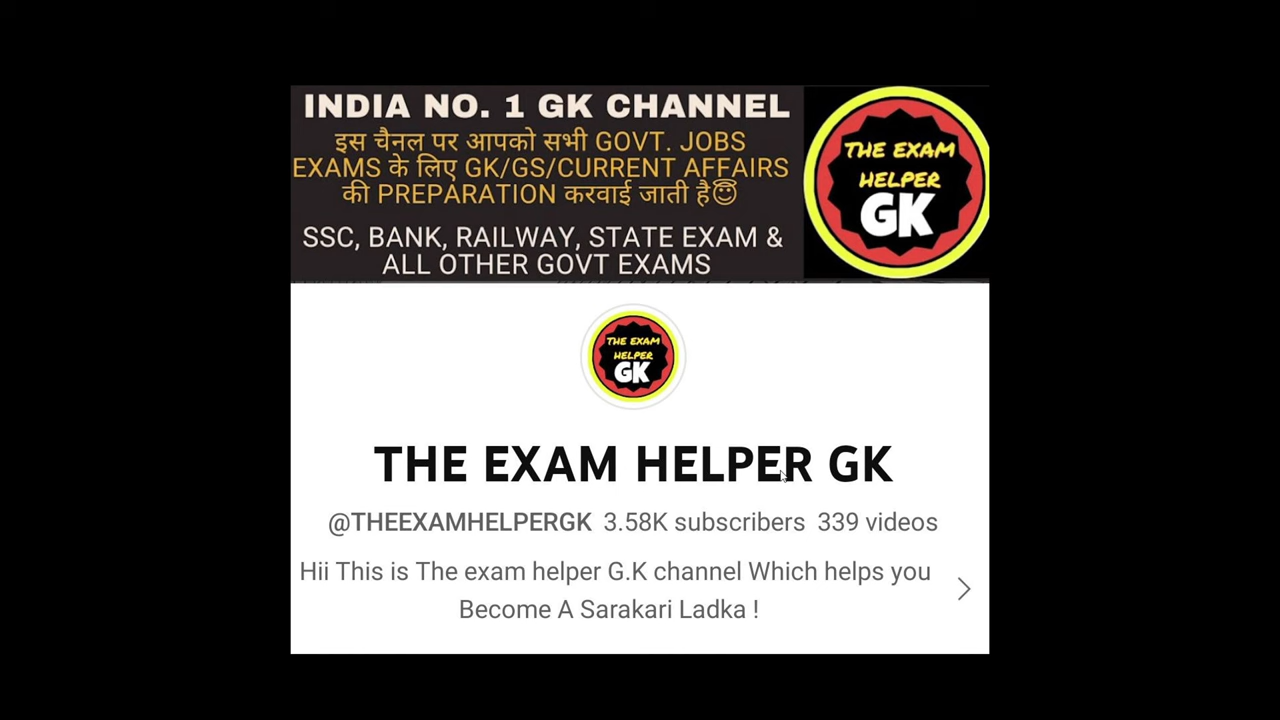 INDIA NO. 1 GK CHANNEL
इस चैनल पर आपको सभी GOVT. JOBS
EXAMS के लिए GK/GS/CURRENT AFFAIRS
की PREPARATION करवाई जाती है😇
SSC, BANK, RAILWAY, STATE EXAM &
ALL OTHER GOVT EXAMS
THE EXAM
HELPER
GK
THE EXAM
HELPER
GK
THE EXAM HELPER GK
@THEEXAMHELPERGK 3.58K subscribers 339 videos
Hii This is The exam helper G.K channel Which helps you
Become A Sarakari Ladka !